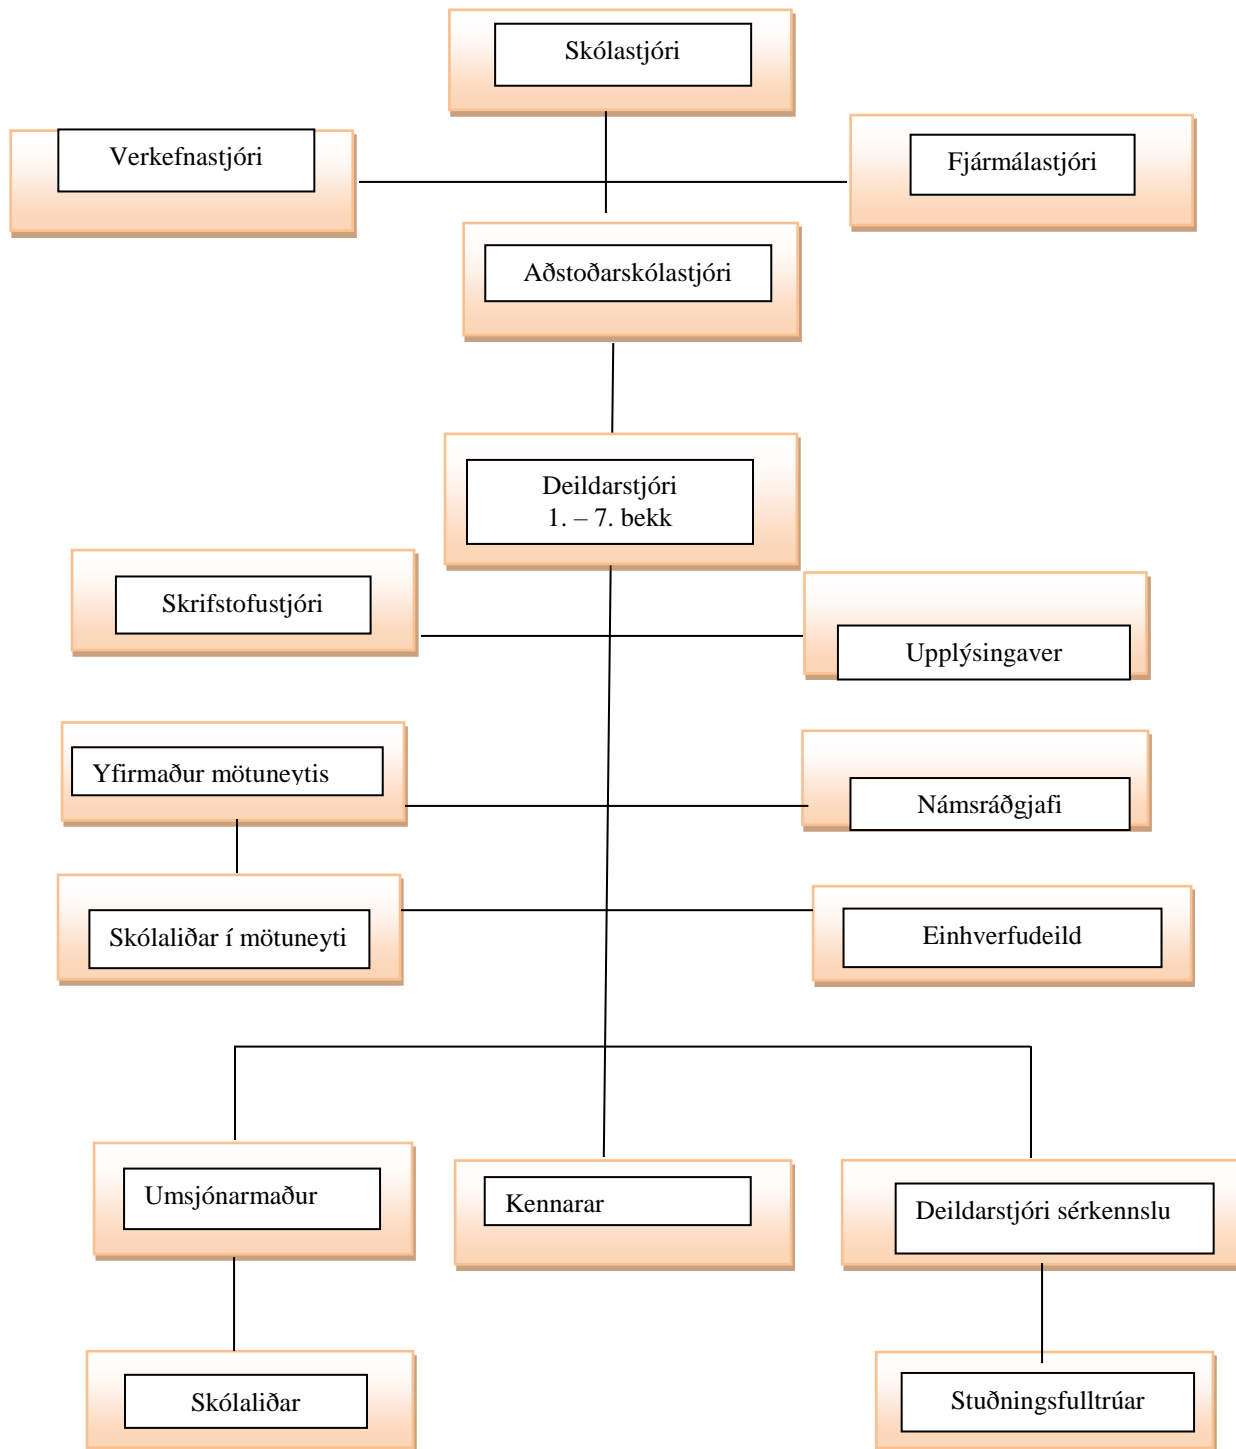 Skólastjóri
Verkefnastjóri
Fjármálastjóri
Aðstoðarskólastjóri
Deildarstjóri
1. – 7. bekk
Skrifstofustjóri
Upplýsingaver
Yfirmaður mötuneytis
Námsráðgjafi
Skólaliðar í mötuneyti
Einhverfudeild
Umsjónarmaður
Kennarar
Deildarstjóri sérkennslu
Skólaliðar
Stuðningsfulltrúar